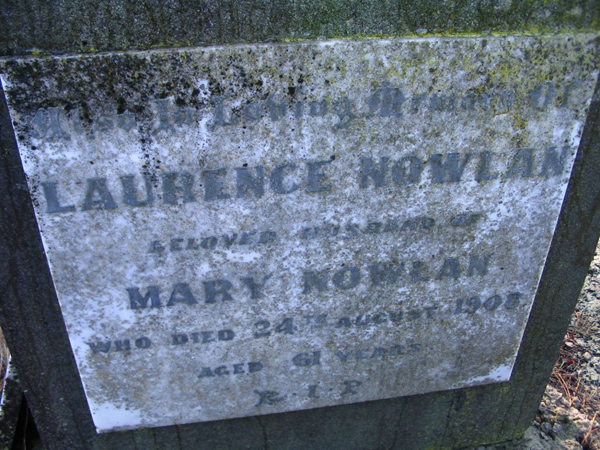 Also In Loving Memory Of
LAURENCE NOWLAN
BELOVED HUSBAND OF
MARY NOWLAN
WHO DIED 24TH AUGUST 1908
AGED 61 YEARS
R.I.P